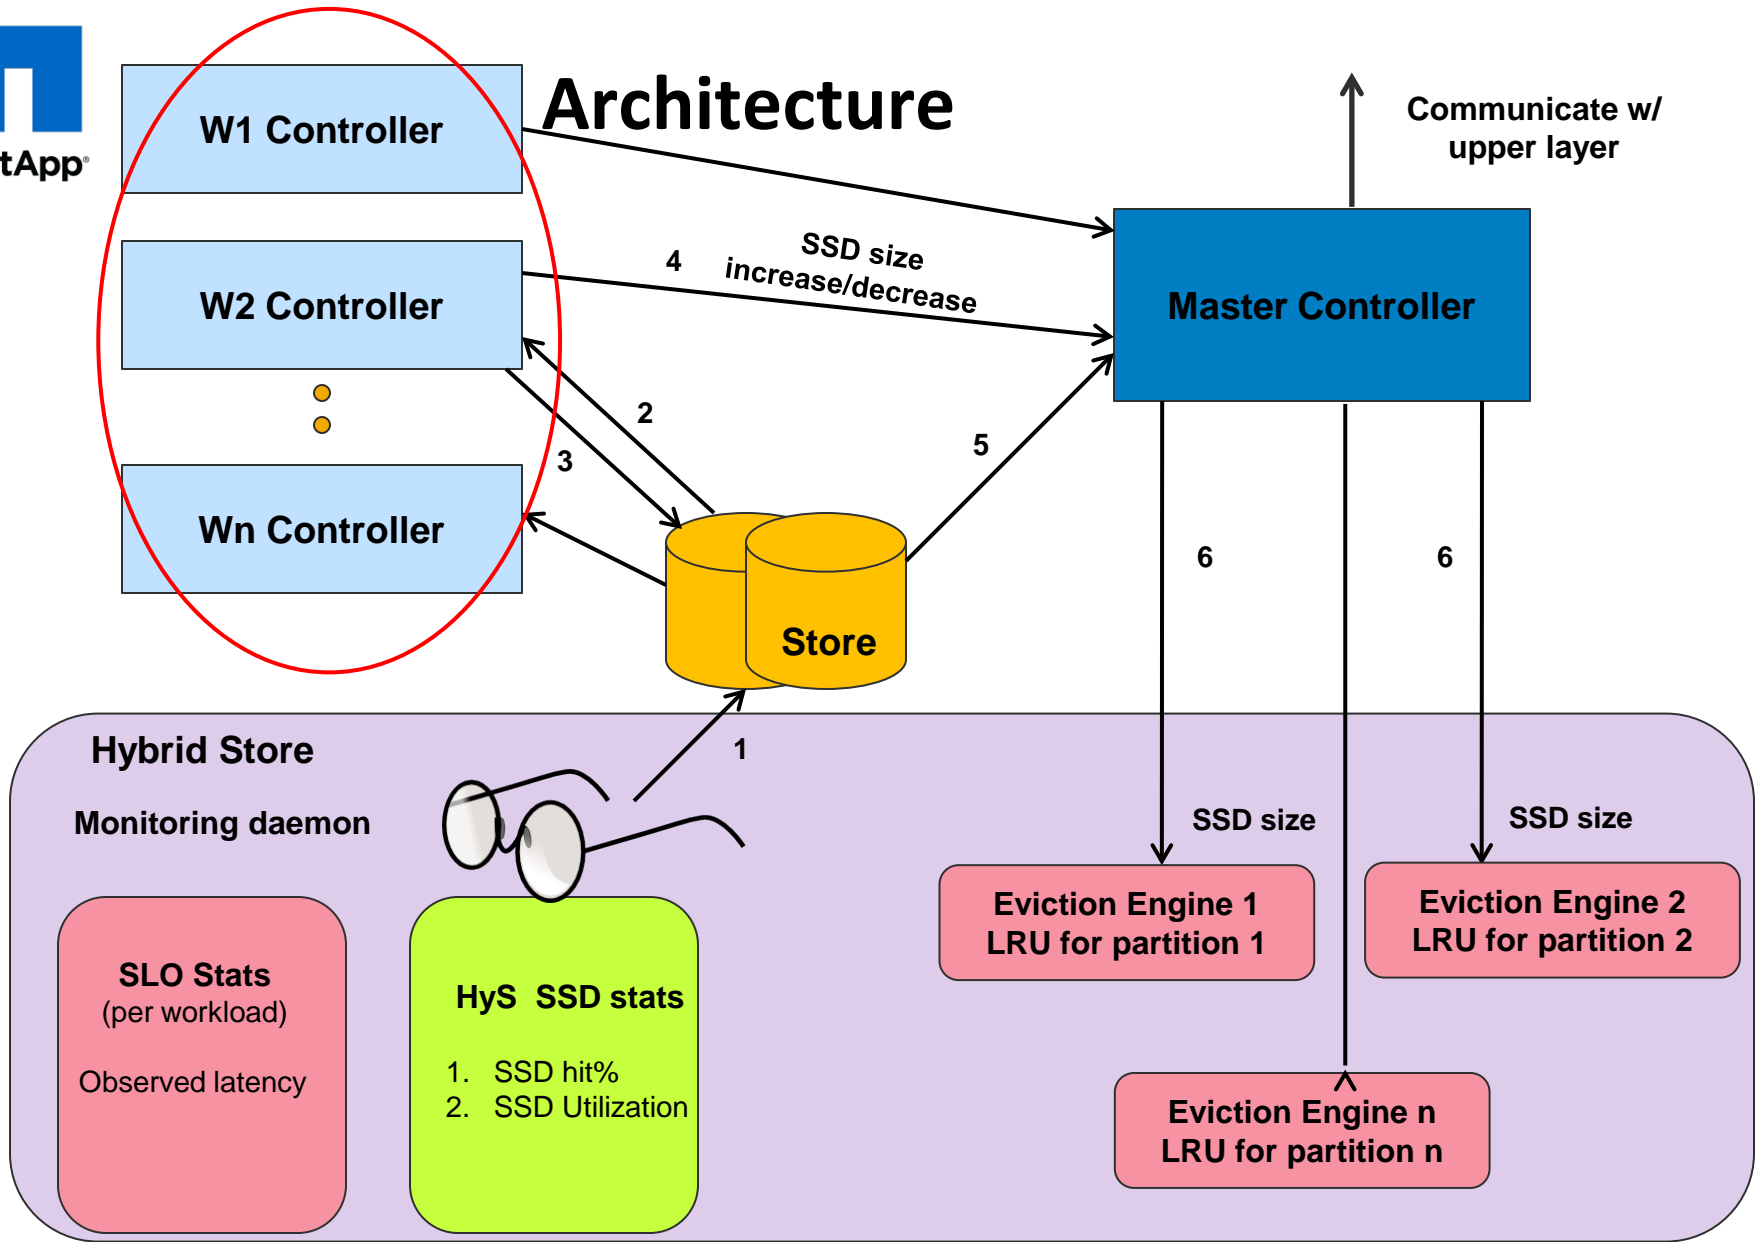 tApp®
Architecture
W1 Controller
Communicate w/
upper layer
W2 Controller
4
SSD size
increase/decrease
Master Controller
2
3
5
Wn Controller
6
6
Store
Hybrid Store
1
Monitoring daemon
SSD size
SSD size
Eviction Engine 1
LRU for partition 1
Eviction Engine 2
LRU for partition 2
SLO Stats
(per workload)
Observed latency
HyS SSD stats
1. SSD hit%
2. SSD Utilization
Eviction Engine n
LRU for partition n